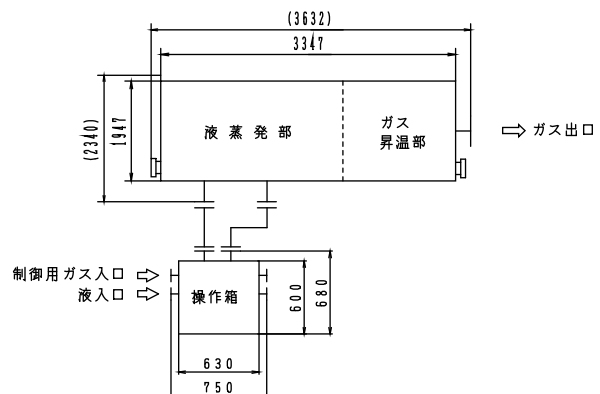 (3632)
3347
(2340)
1947
液蒸発部
ガス
昇温部
ガス出口
制御用ガス入口
液入口
操作箱
600
680
630
750